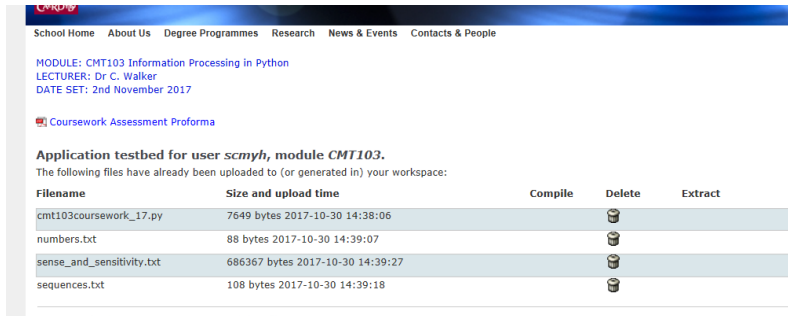 School Home About Us Degree Programmes Research News & Events Contacts & People
MODULE: CMT103 Information Processing in Python
LECTURER: Dr C. Walker
DATE SET: 2nd November 2017
Coursework Assessment Proforma
Application testbed for user scmyh, module CMT103.
The following files have already been uploaded to (or generated in) your workspace:
Filename Size and upload time Compile Delete Extract
cmt103coursework_17.py 7649 bytes 2017-10-30 14:38:06
numbers.txt 88 bytes 2017-10-30 14:39:07
sense_and_sensitivity.txt 686367 bytes 2017-10-30 14:39:27
sequences.txt 108 bytes 2017-10-30 14:39:18